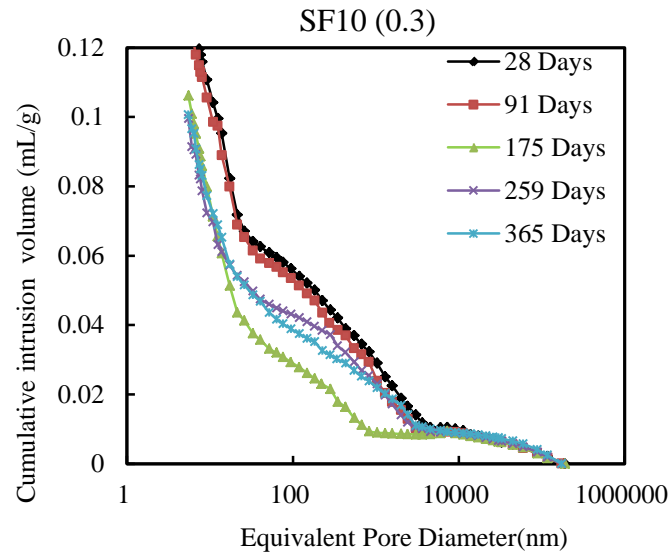 SF10 (0.3)
0.12
0.1
0.08
0.06
0.04
0.02
0
1
100
10000
1000000
Cumulative intrusion volume (mL/g)
Equivalent Pore Diameter(nm)
28 Days
91 Days
175 Days
259 Days
365 Days